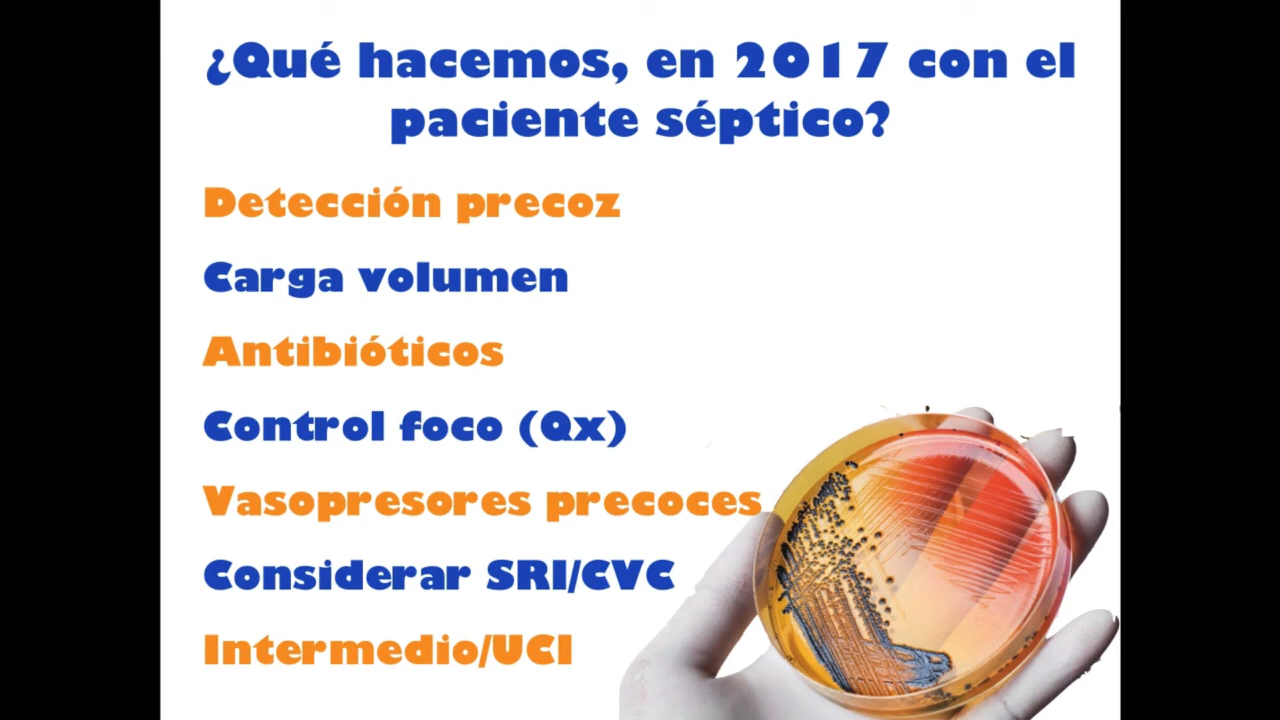 ¿Qué hacemos, en 2017 con el
paciente séptico?
Detección precoz
Carga volumen
Antibióticos
Control foco (Qx)
Vasopresores precoces
Considerar SRI/CVC
Intermedio/UCI